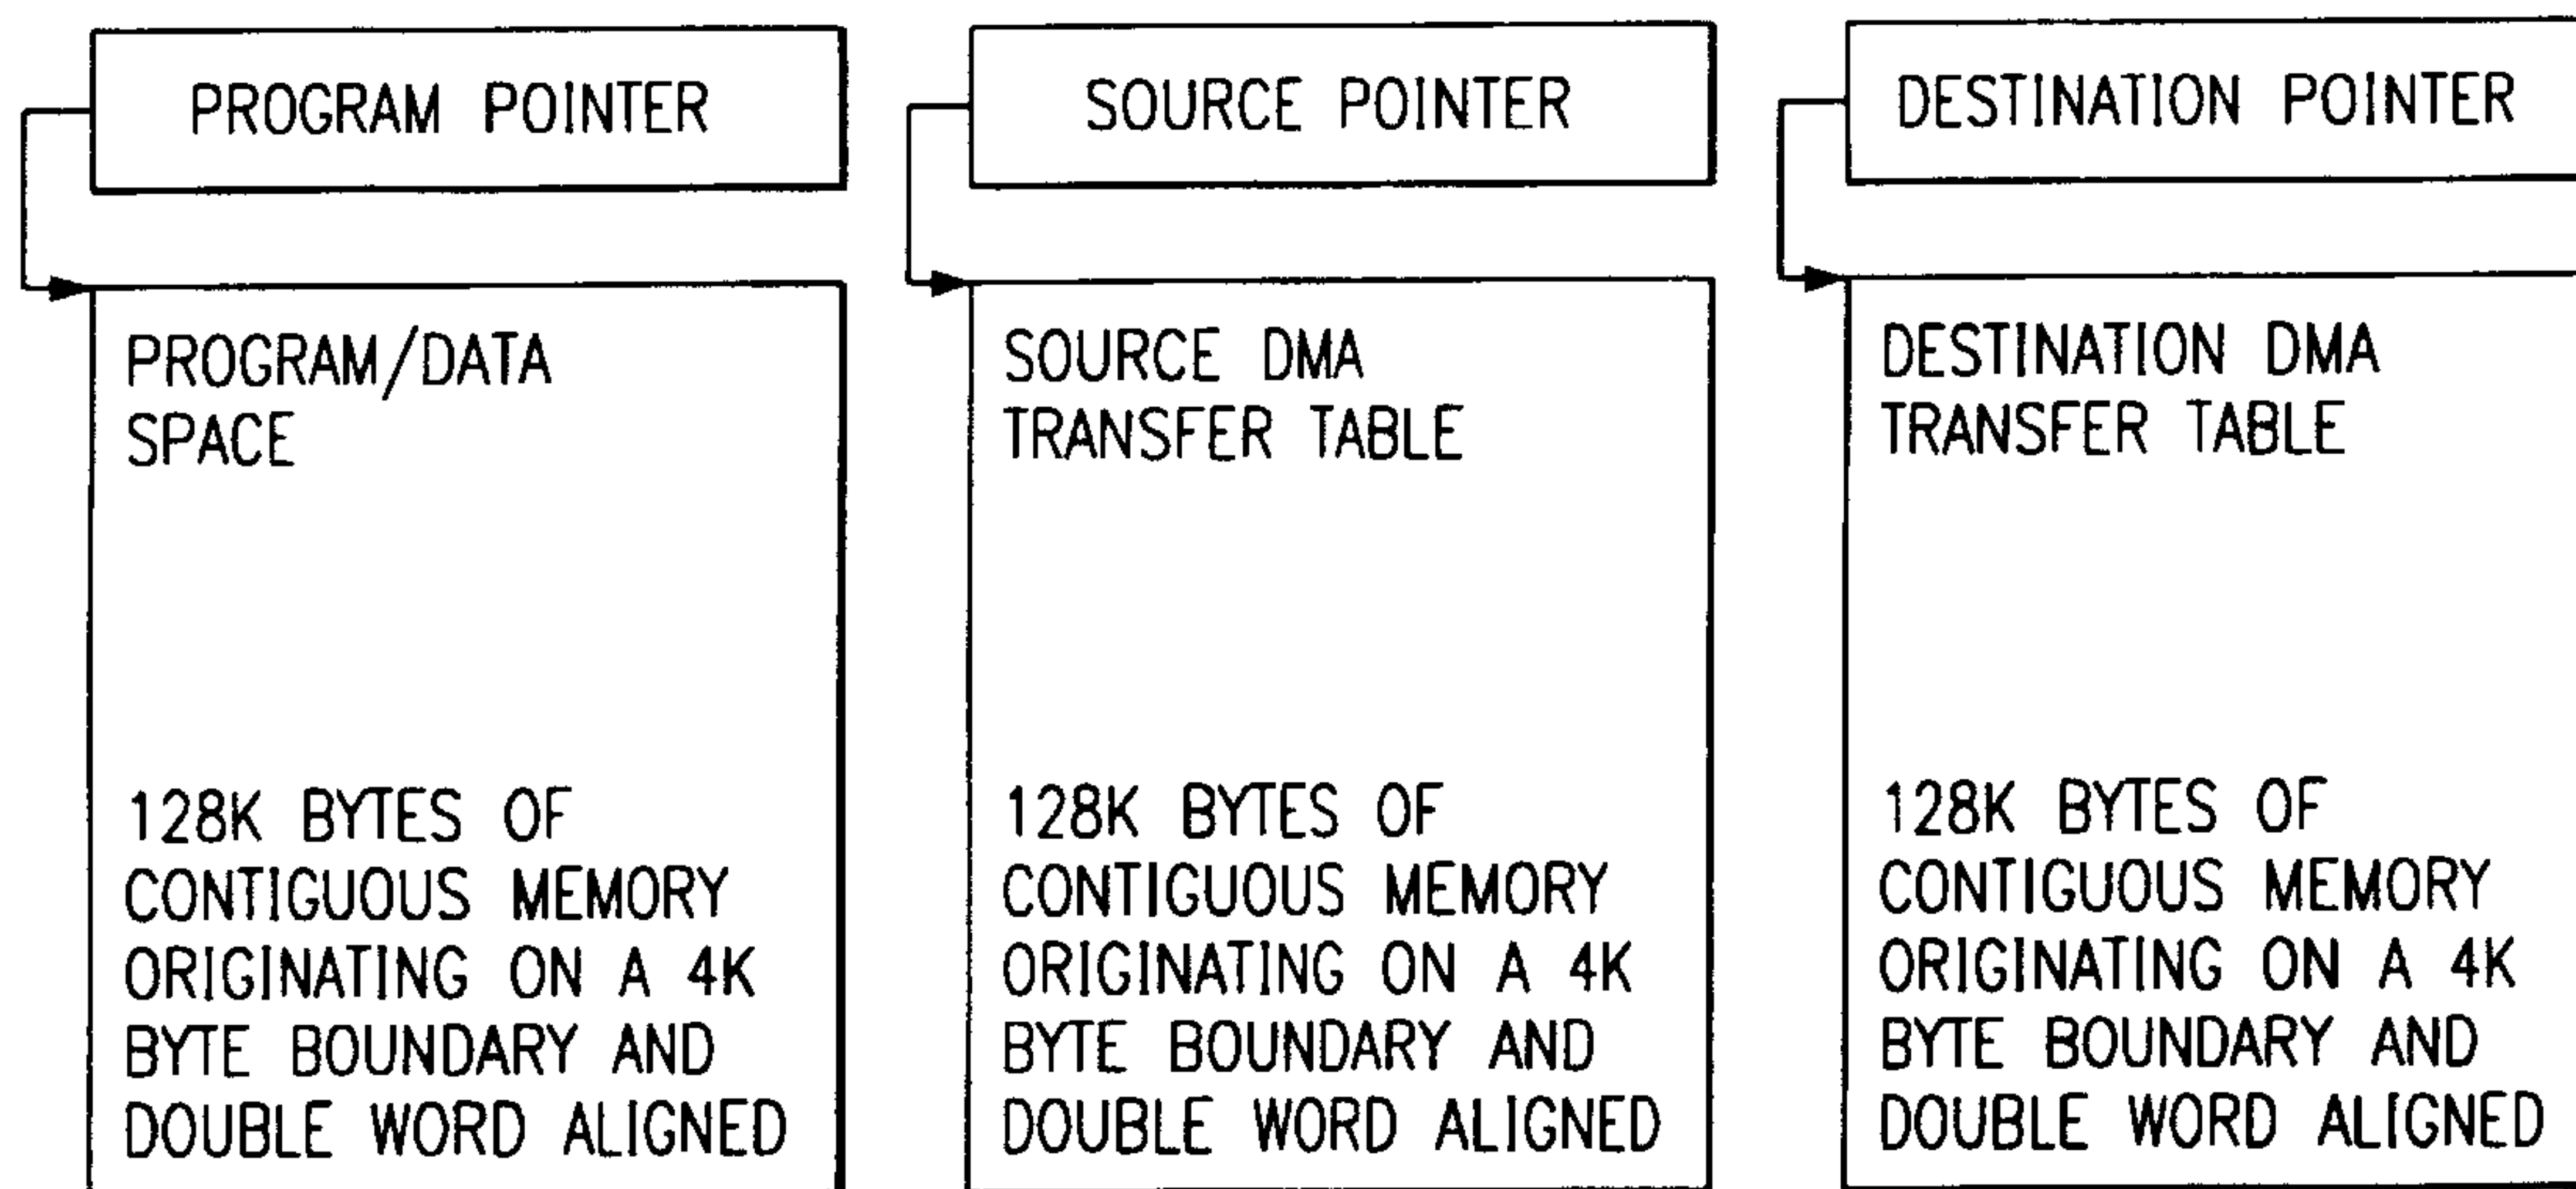 PROGRAM POINTER
SOURCE POINTER
DESTINATION POINTER
PROGRAM/DATA
SPACE
128K BYTES OF
CONTIGUOUS MEMORY
ORIGINATING ON A 4K
BYTE BOUNDARY AND
DOUBLE WORD ALIGNED
SOURCE DMA
TRANSFER TABLE
128K BYTES OF
CONTIGUOUS MEMORY
ORIGINATING ON A 4K
BYTE BOUNDARY AND
DOUBLE WORD ALIGNED
DESTINATION DMA
TRANSFER TABLE
128K BYTES OF
CONTIGUOUS MEMORY
ORIGINATING ON A 4K
BYTE BOUNDARY AND
DOUBLE WORD ALIGNED